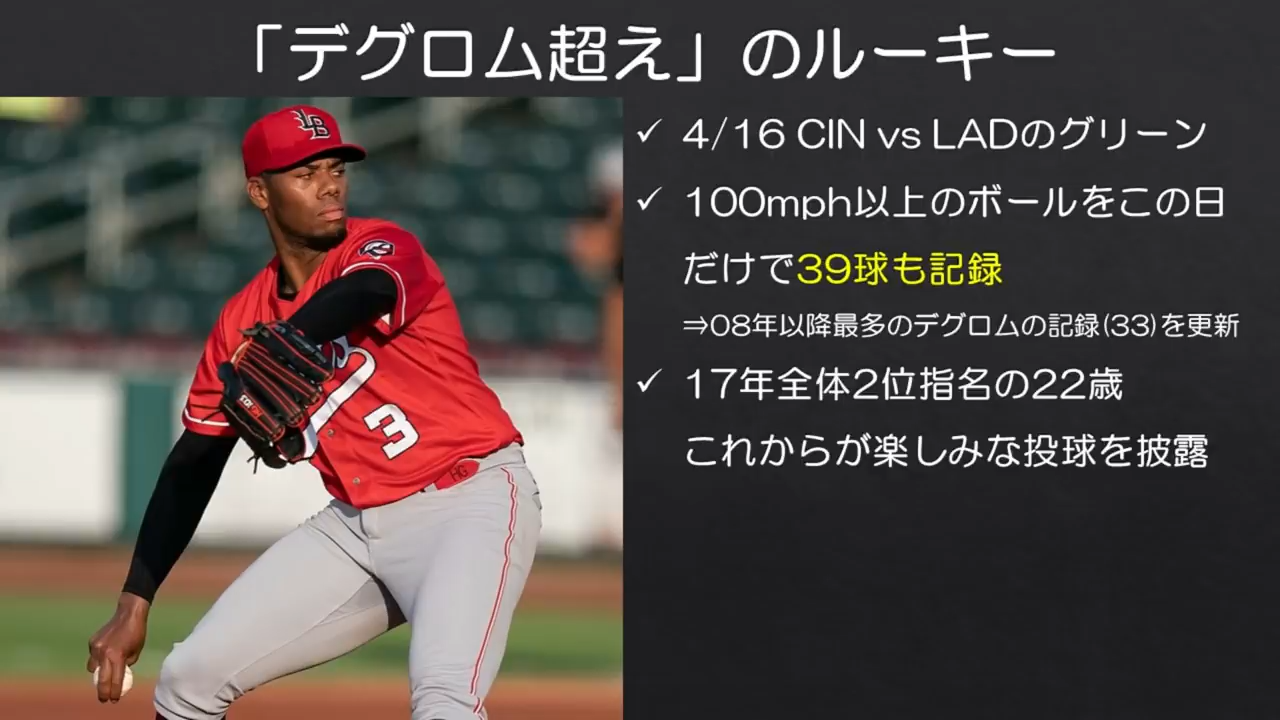 「デグロム超え」のルーキー
4/16 CIN vs LADのグリーン
100mph以上のボールをこの日
だけで39球も記録
⇒08年以降最多のデグロムの記録(33)を更新
17年全体2位指名の22歳
これからが楽しみな投球を披露
LB
3
HG